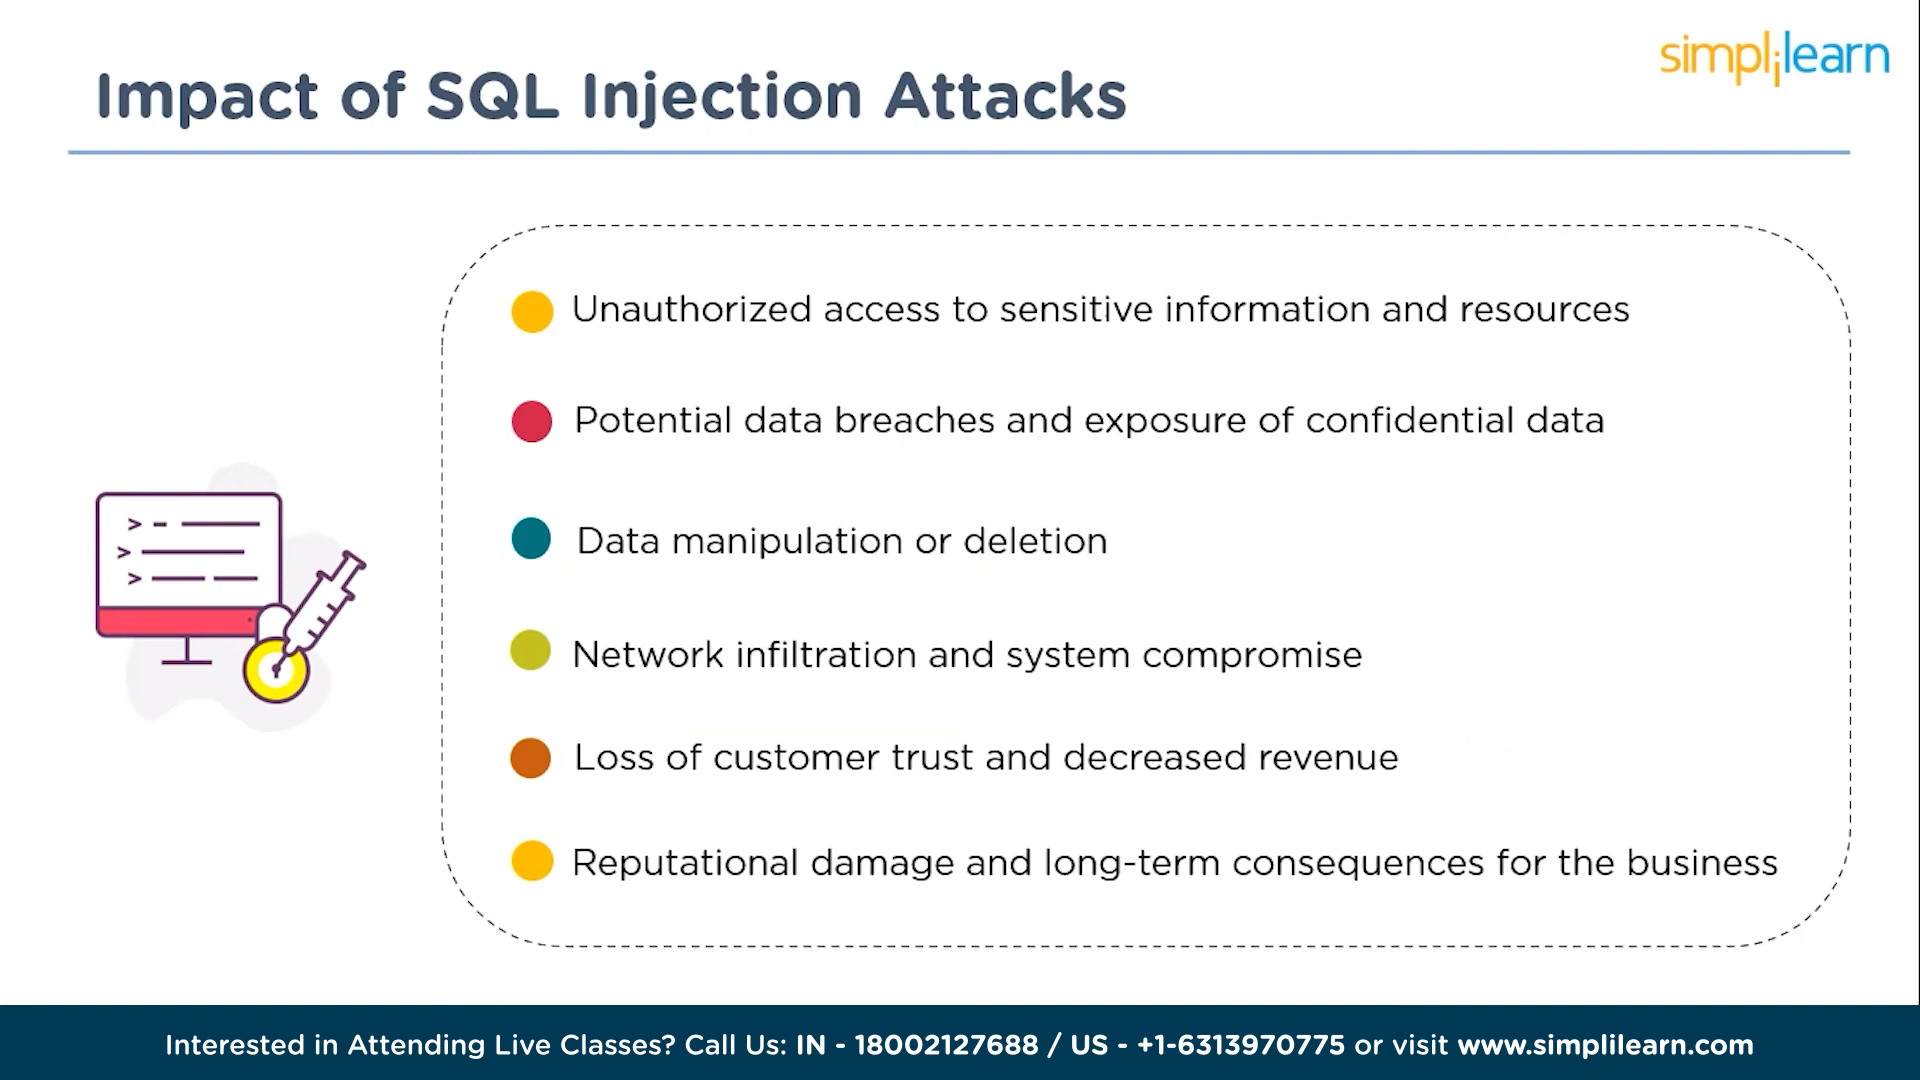 simplilearn
Impact of SQL Injection Attacks
Unauthorized access to sensitive information and resources
Potential data breaches and exposure of confidential data
Data manipulation or deletion
Network infiltration and system compromise
Loss of customer trust and decreased revenue
Reputational damage and long-term consequences for the business
Interested in Attending Live Classes? Call Us: IN - 18002127688 / US - +1-6313970775 or visit www.simplilearn.com